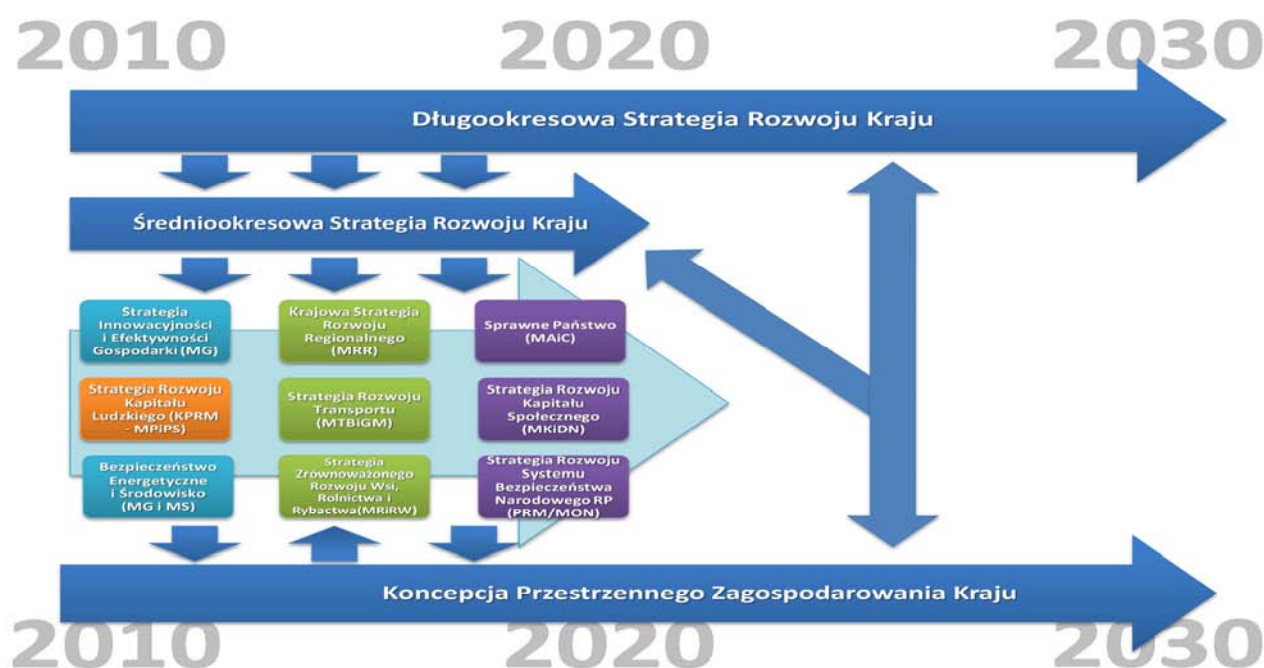 2010 2020 2030
Długookresowa Strategia Rozwoju Kraju
Średniookresowa Strategia Rozwoju Kraju
Strategia
Innowacyjności
i Efektywności
Gospodarki (MG)
Krajowa Strategia
Rozwoju
Regionalnego
(MRR)
Sprawne Państwo
(MAiC)
Strategia Rozwoju
Kapitału
Ludzkiego (KPRM
- MPiPS)
Strategia Rozwoju
Transportu
(MTBiGM)
Strategia Rozwoju
Kapitału
Społecznego
(MKiDN)
Bezpieczeństwo
Energetyczne
i Środowisko
(MG i MS)
Strategia
Zrównoważonego
Rozwoju Wsi,
Rolnictwa i
Rybactwa(MRiRW)
Strategia Rozwoju
Systemu
Bezpieczeństwa
Narodowego RP
(PRM/MON)
Koncepcja Przestrzennego Zagospodarowania Kraju
2010 2020 2030